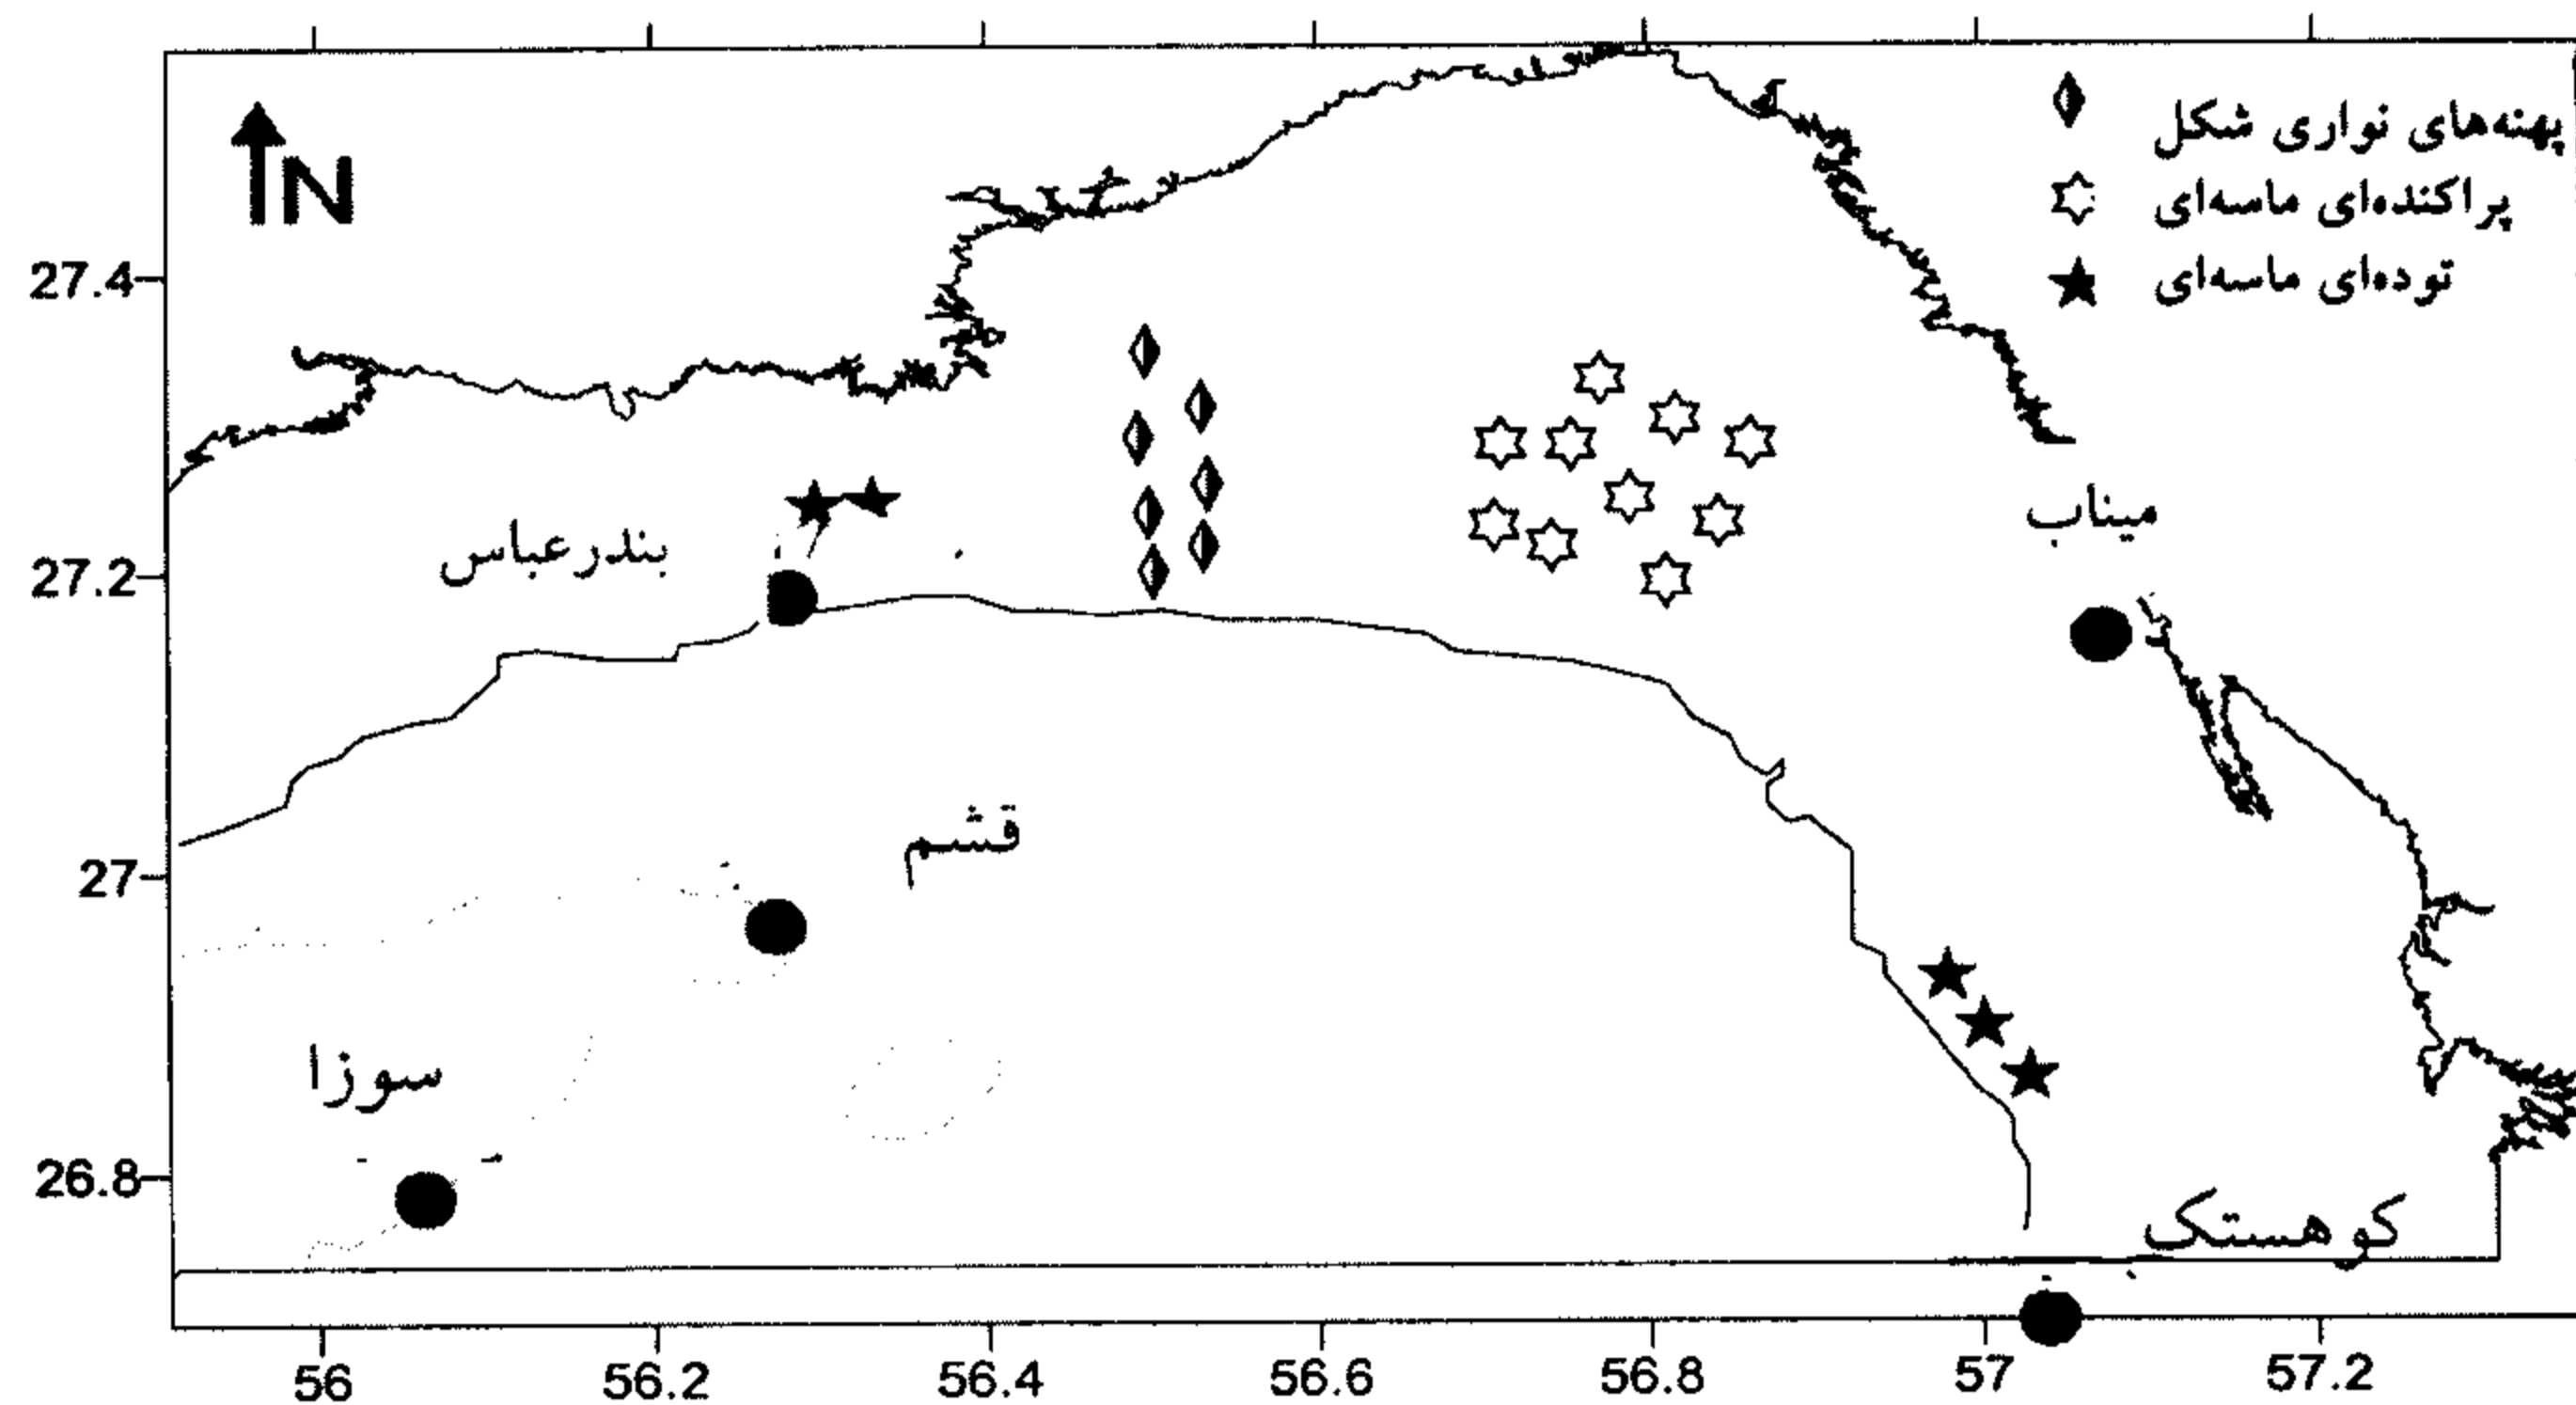 N
پهنه‌های نواری شکل
پراکنده‌ای ماسه‌ای
توده‌ای ماسه‌ای
27.4
میناب
بندرعباس
27.2
قشم
27
سوزا
26.8
کوهستک
56 56.2 56.4 56.6 56.8 57 57.2